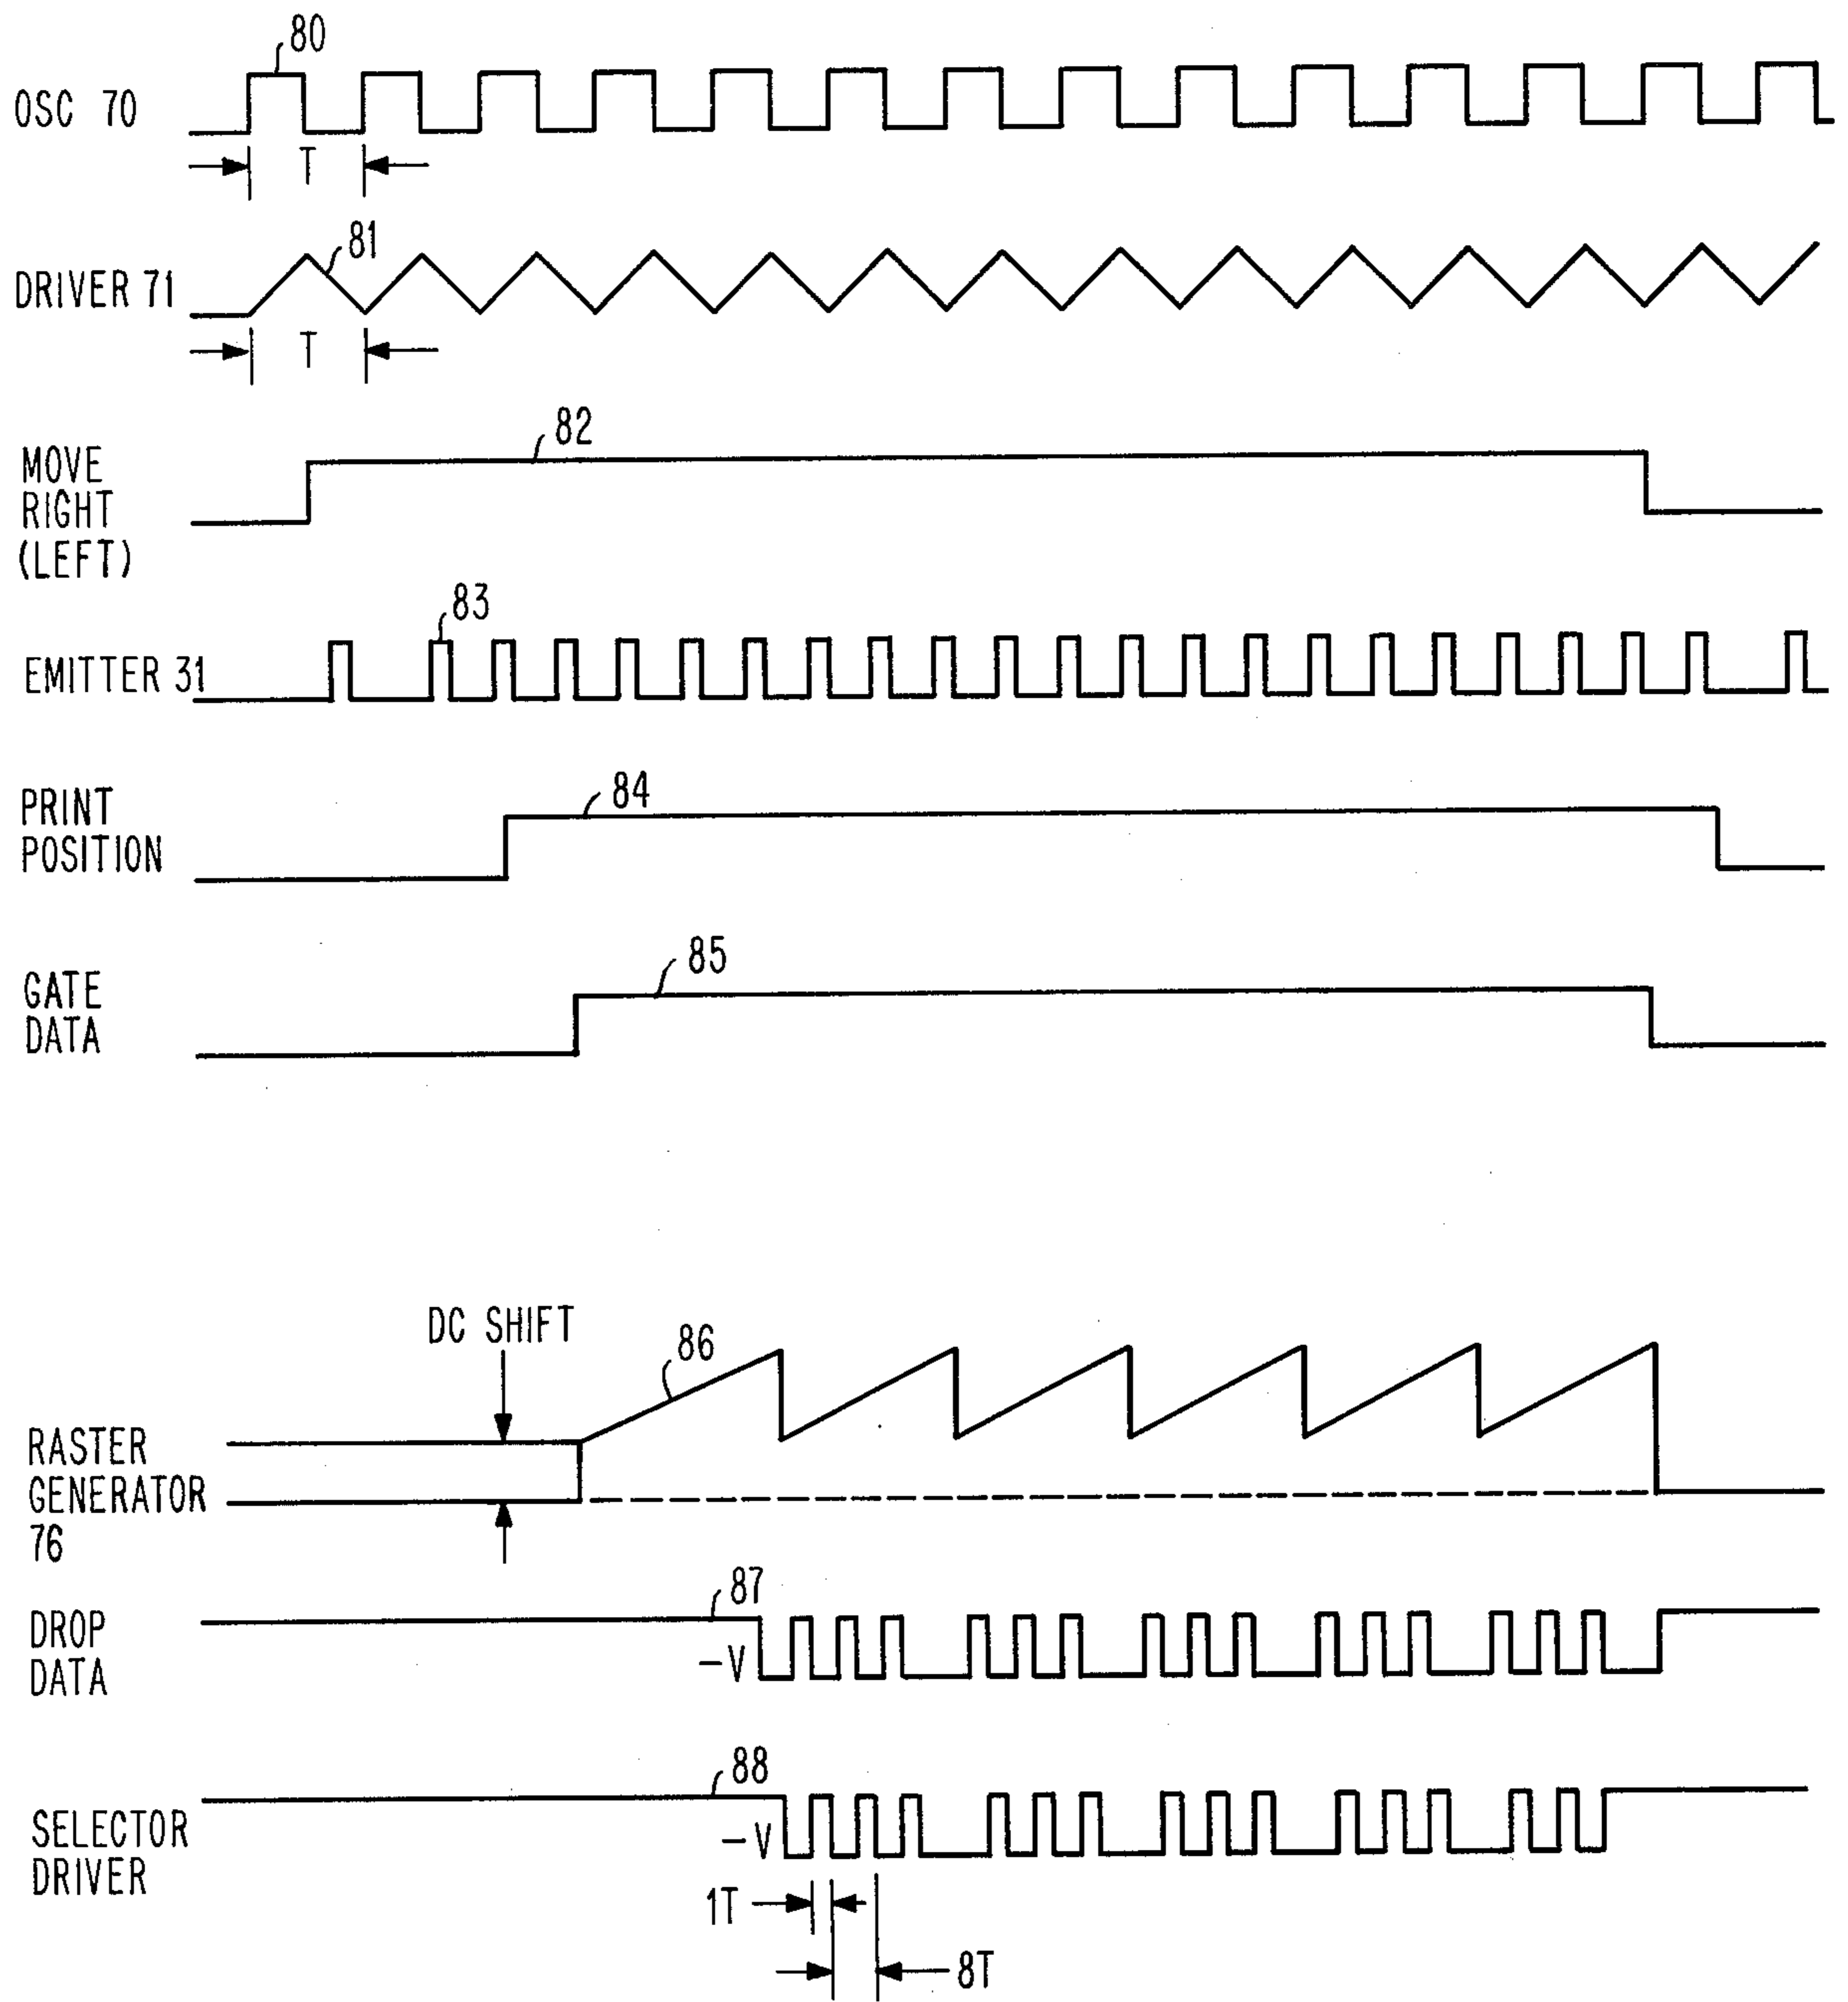 80
OSC 70
T
81
DRIVER 71
T
82
MOVE
RIGHT
(LEFT)
83
EMITTER 31
84
PRINT
POSITION
85
GATE
DATA
DC SHIFT
86
RASTER
GENERATOR
76
87
DROP
DATA
-V
88
SELECTOR
DRIVER
-V
1T
8T